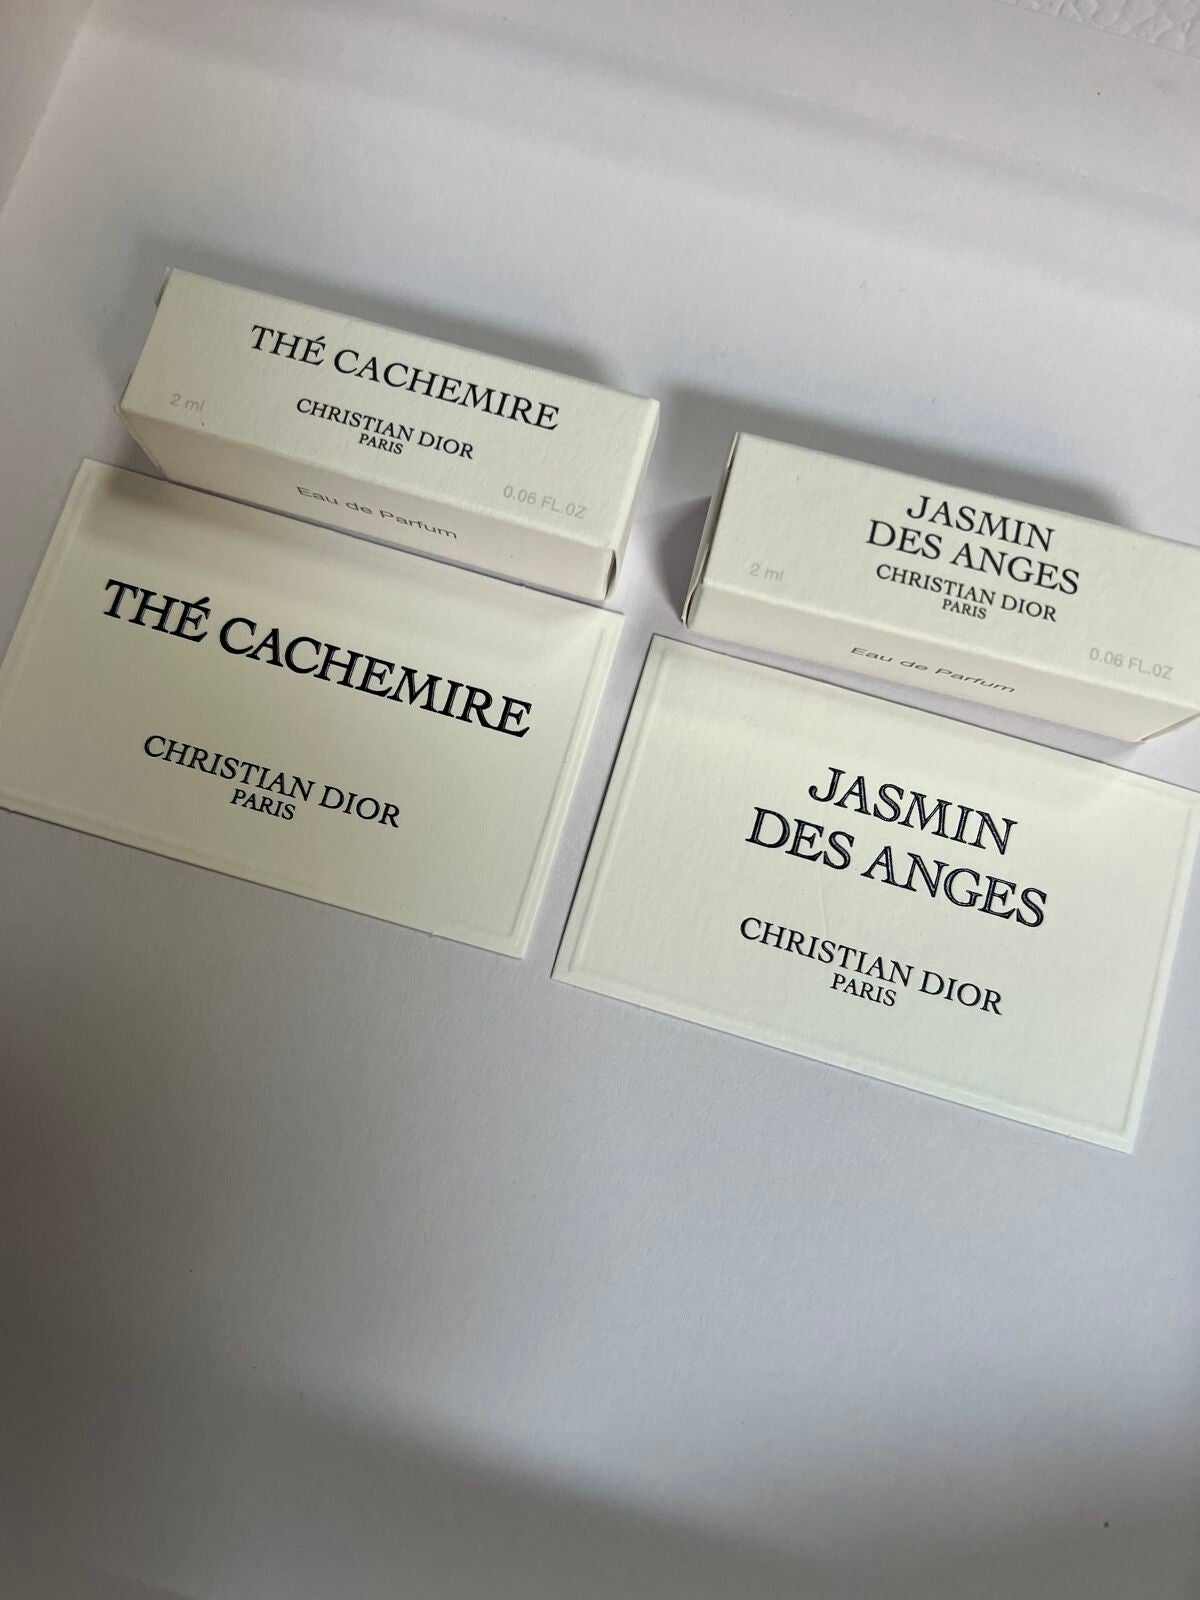 THÉ CACHEMIRE
2 ml
CHRISTIAN DIOR
PARIS
0.06 FL.OZ
Eau de Parfum
THÉ CACHEMIRE
CHRISTIAN DIOR
PARIS
JASMIN
DES ANGES
2 ml
CHRISTIAN DIOR
PARIS
0.06 FL.OZ
Eau de Parfum
JASMIN
DES ANGES
CHRISTIAN DIOR
PARIS